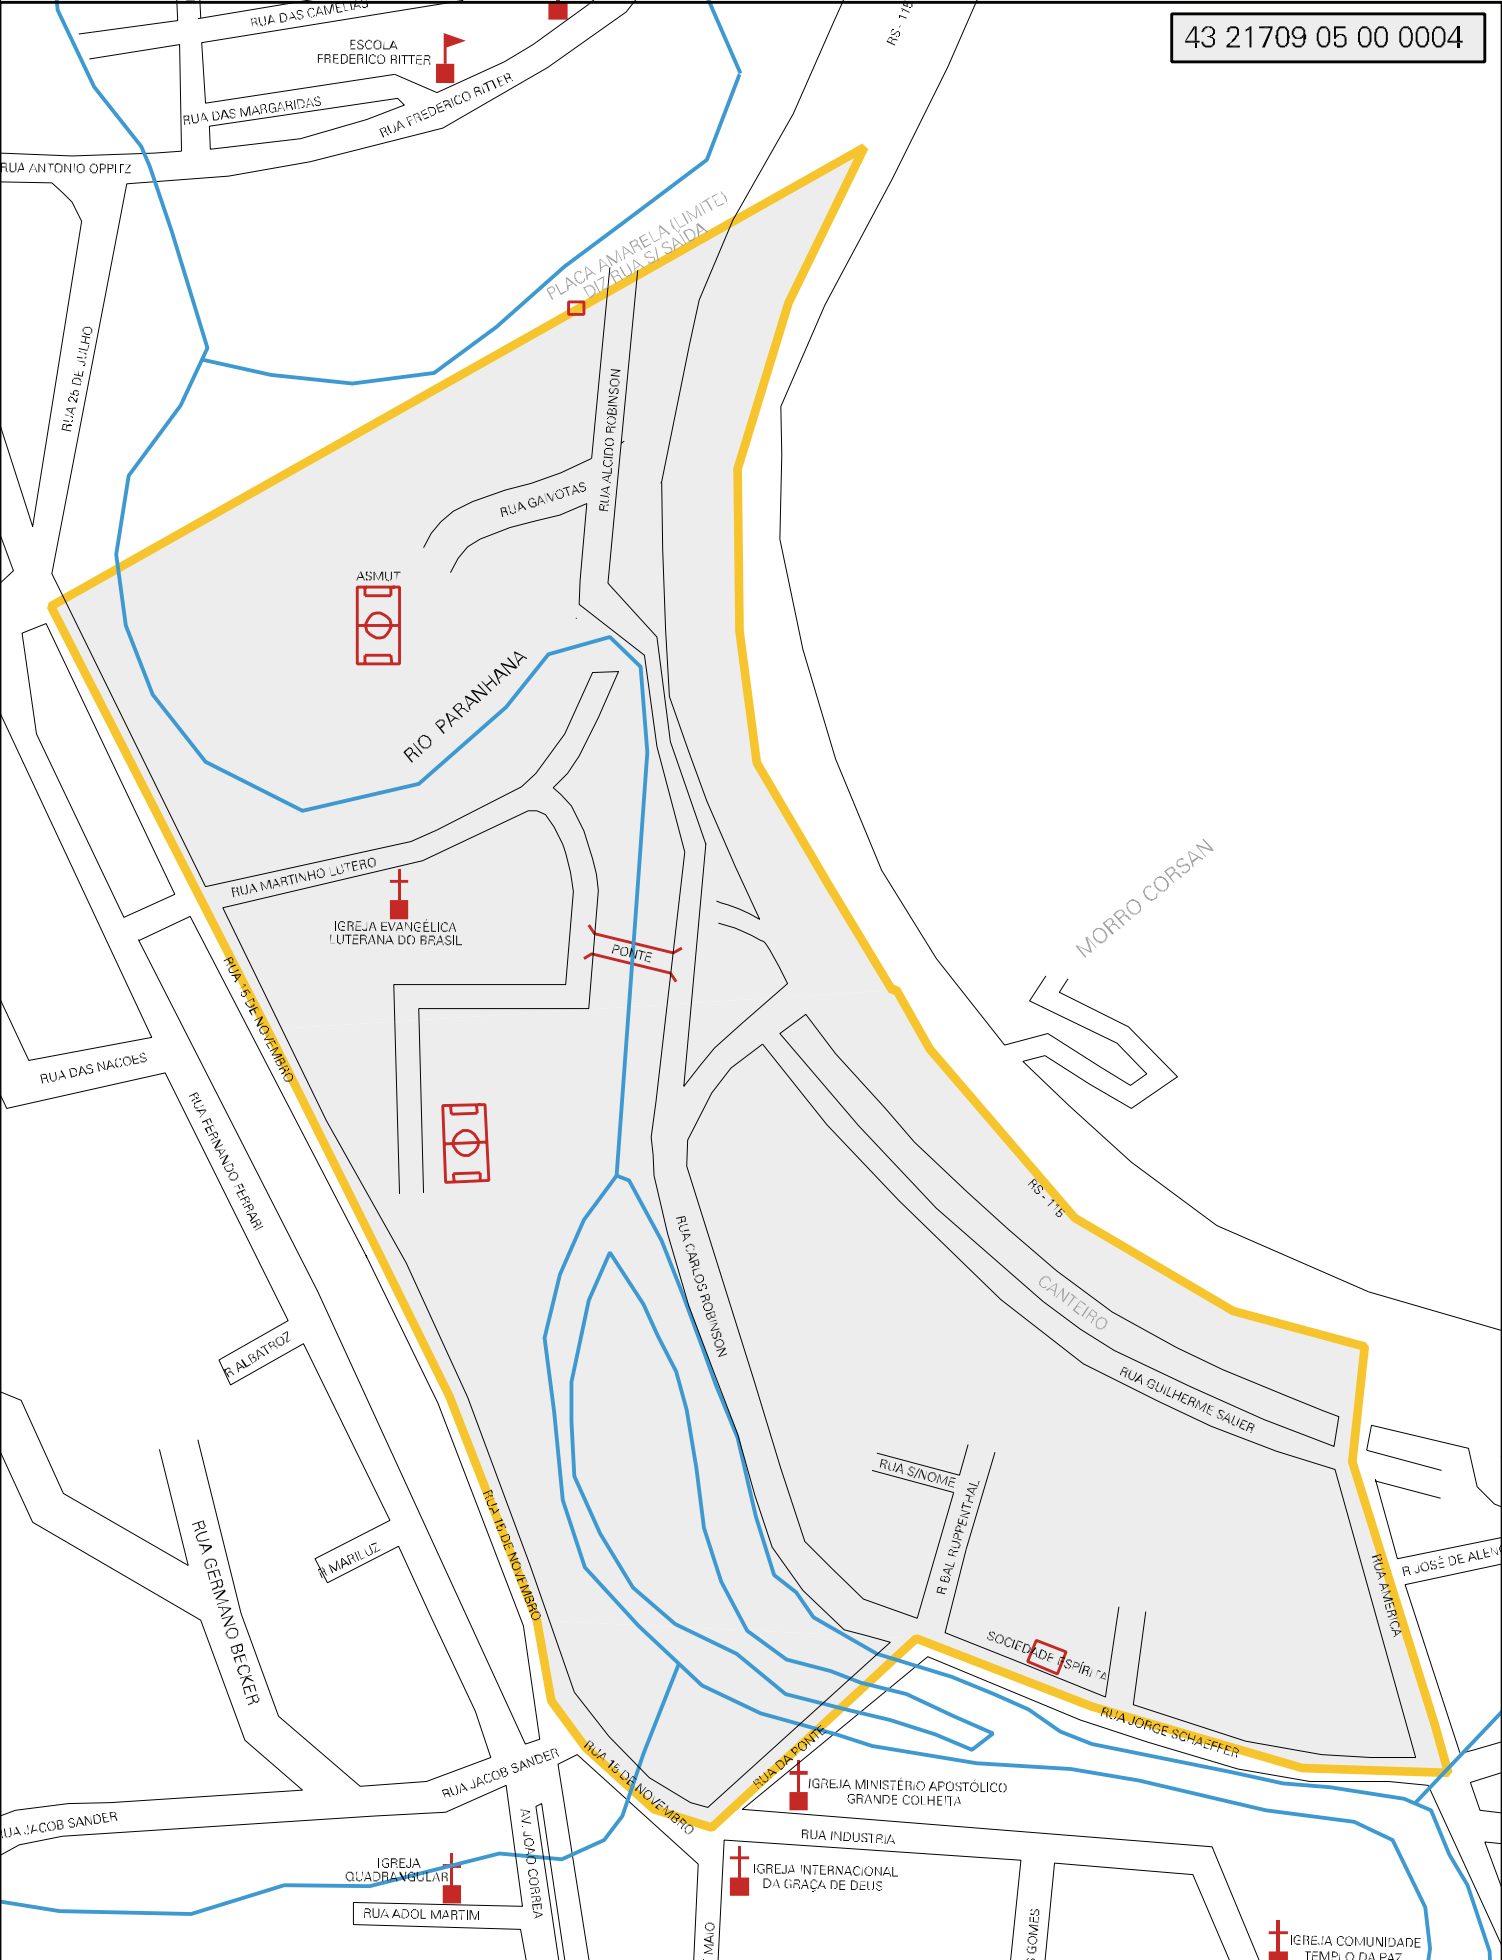 RUA DAS CAMELIAS
RS - 115
43 21709 05 00 0004
ESCOLA
FREDERICO RITTER
RUA DAS MARGARIDAS
RUA FREDERICO RITTER
RUA ANTONIO OPPITZ
PLACA AMARELA (LIMITE)
DIZ RUA S/ SAIDA
RUA 25 DE JULHO
RUA ALCIDO ROBINSON
RUA GAIVOTAS
ASMUT
RIO PARANHANA
RUA MARTINHO LUTERO
IGREJA EVANGÉLICA
LUTERANA DO BRASIL
PONTE
MORRO CORSAN
RUA 15 DE NOVEMBRO
RUA DAS NACOES
RUA FERNANDO FERRARI
RS - 115
RUA CARLOS ROBINSON
CANTEIRO
R ALBATROZ
RUA GUILHERME SAUER
RUA S/NOME
R BAL RUPPENTHAL
RUA 15 DE NOVEMBRO
RUA GERMANO BECKER
R MARILUZ
R JOSÉ DE ALENC
RUA AMERICA
SOCIEDADE ESPÍRITA
RUA JORGE SCHAEFFER
RUA JACOB SANDER
RUA 15 DE NOVEMBRO
RUA DA PONTE
IGREJA MINISTÉRIO APOSTÓLICO
GRANDE COLHEITA
RUA JACOB SANDER
AV. JOAO CORREA
RUA INDUSTRIA
IGREJA
QUADRANGULAR
IGREJA INTERNACIONAL
DA GRAÇA DE DEUS
RUA ADOL MARTIM
MAIO
S GOMES
IGREJA COMUNIDADE
TEMPLO DA PAZ